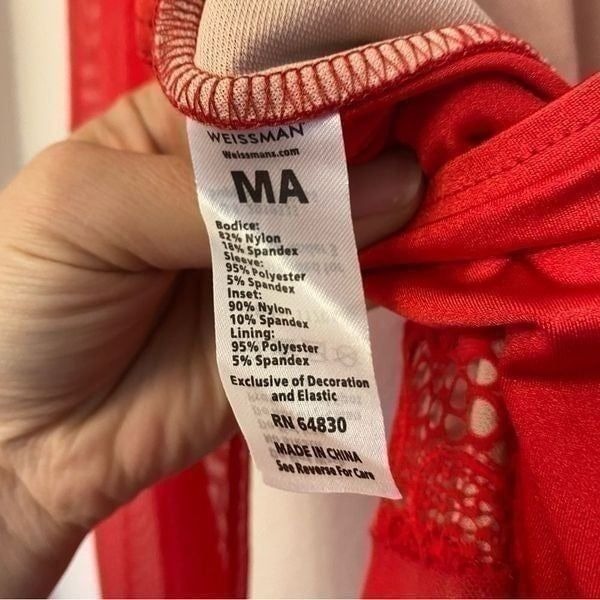 WEISSMAN
Weissmans.com
MA
Bodice:
82% Nylon
18% Spandex
Sleeve:
95% Polyester
5% Spandex
Inset:
90% Nylon
10% Spandex
Lining:
95% Polyester
5% Spandex
Exclusive of Decoration
and Elastic
RN 64830
MADE IN CHINA
See Reverse For Care